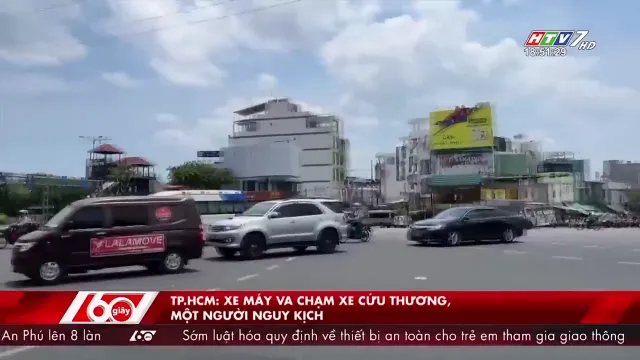 HTV7 HD
18:51:29
LALAMOVE
60 giây
TP.HCM: XE MÁY VA CHẠM XE CỨU THƯƠNG,
MỘT NGƯỜI NGUY KỊCH
An Phú lên 8 làn 60 giây Sớm luật hóa quy định về thiết bị an toàn cho trẻ em tham gia giao thông